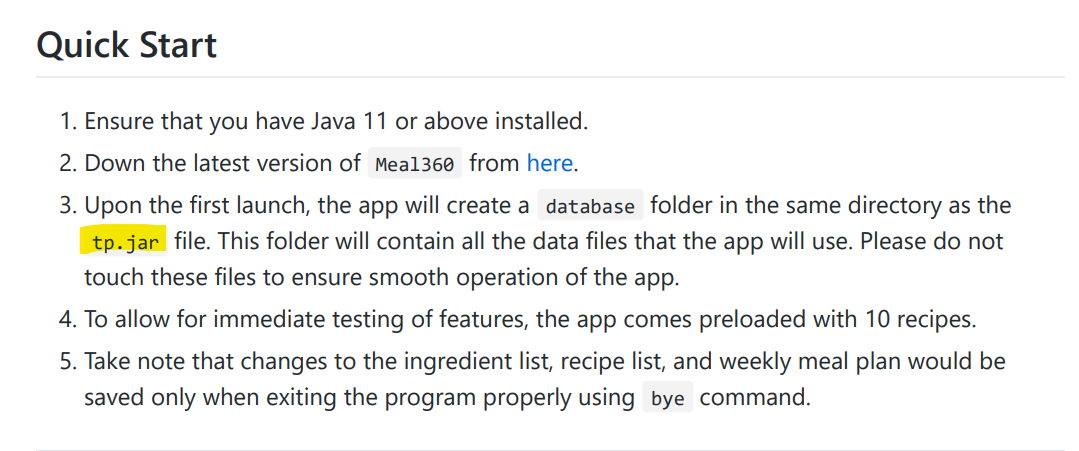 Quick Start
1. Ensure that you have Java 11 or above installed.
2. Down the latest version of Meal360 from here.
3. Upon the first launch, the app will create a database folder in the same directory as the
tp.jar file. This folder will contain all the data files that the app will use. Please do not
touch these files to ensure smooth operation of the app.
4. To allow for immediate testing of features, the app comes preloaded with 10 recipes.
5. Take note that changes to the ingredient list, recipe list, and weekly meal plan would be
saved only when exiting the program properly using bye command.